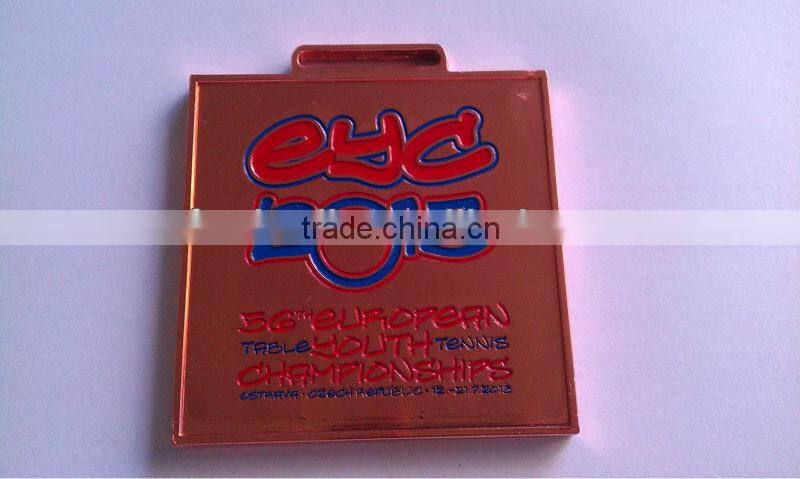 eyc
2013
trade.china.cn
56TH EUROPEAN
TABLE YOUTH TENNIS
CHAMPIONSHIPS
OSTRAVA · CZECH REPUBLIC · 12.-21.7.2013